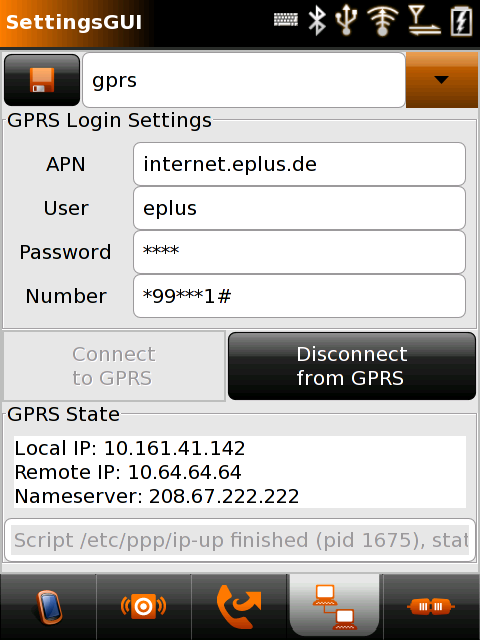 SettingsGUI
gprs
GPRS Login Settings
APN internet.eplus.de
User eplus
Password ****
Number *99***1#
Connect
to GPRS
Disconnect
from GPRS
GPRS State
Local IP: 10.161.41.142
Remote IP: 10.64.64.64
Nameserver: 208.67.222.222
Script /etc/ppp/ip-up finished (pid 1675), stat